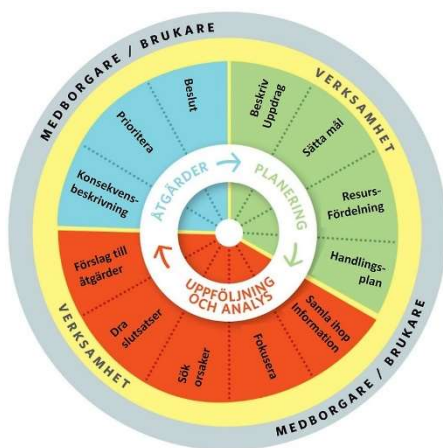 MEDBORGARE / BRUKARE
VERKSAMHET
Beslut
Prioritera
Konsekvens-
beskrivning
Beskriv
Uppdrag
Sätta mål
Resurs-
Fördelning
Handlings-
plan
ÅTGÄRDER
PLANERING
UPPFÖLJNING
OCH ANALYS
Förslag till
åtgärder
Dra
slutsatser
Sök
orsaker
Fokusera
Samla ihop
Information
VERKSAMHET
MEDBORGARE / BRUKARE